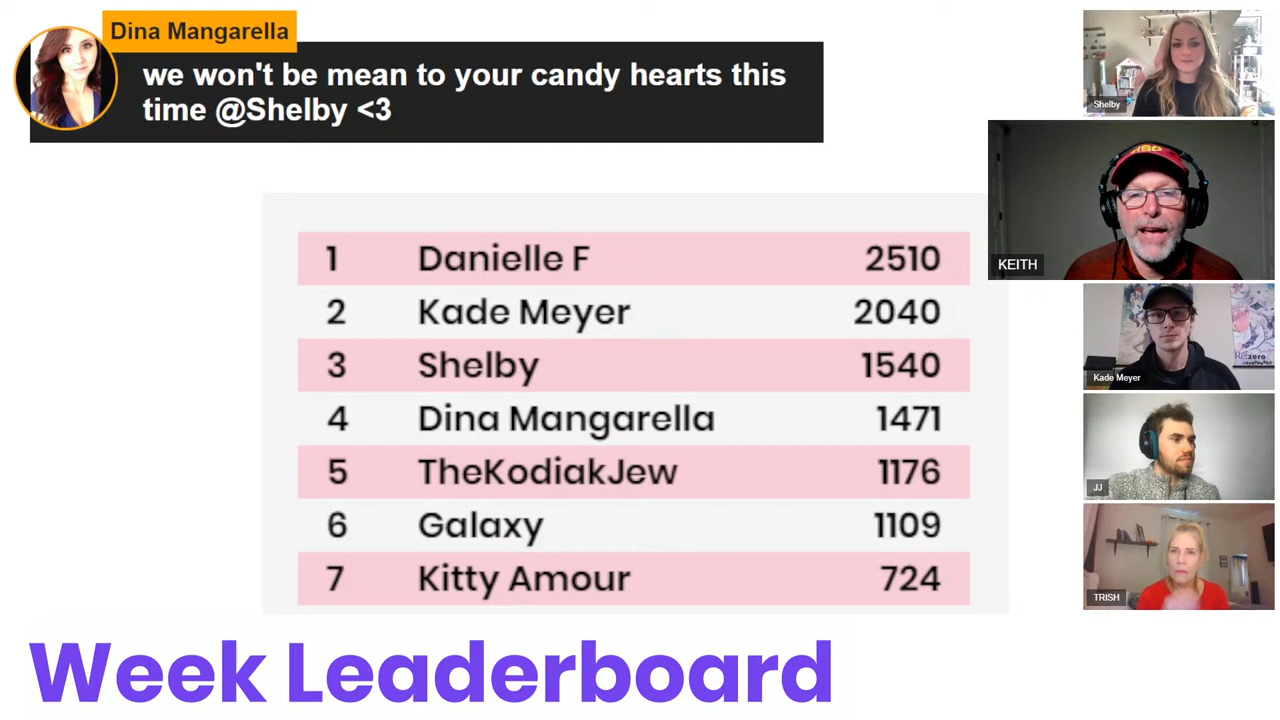 Dina Mangarella
we won't be mean to your candy hearts this
time @Shelby <3
Shelby
KEITH
Kade Meyer
JJ
TRISH
1 Danielle F 2510
2 Kade Meyer 2040
3 Shelby 1540
4 Dina Mangarella 1471
5 TheKodiakJew 1176
6 Galaxy 1109
7 Kitty Amour 724
Week Leaderboard